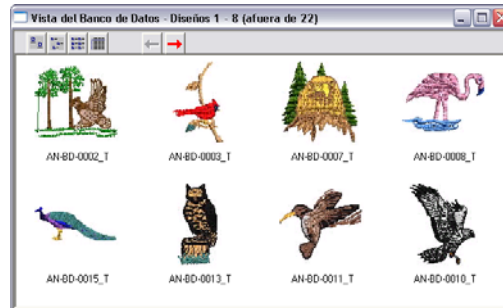 Vista del Banco de Datos - Diseños 1 - 8 (afuera de 22)
AN-BD-0002_T
AN-BD-0003_T
AN-BD-0007_T
AN-BD-0008_T
AN-BD-0015_T
AN-BD-0013_T
AN-BD-0011_T
AN-BD-0010_T